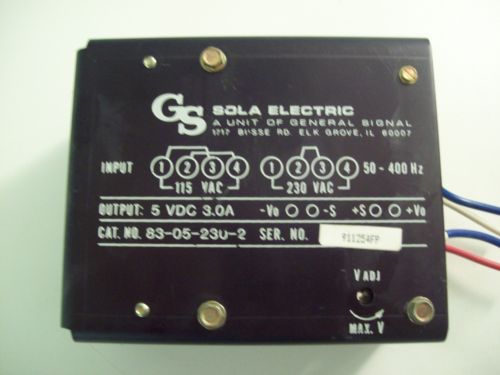 GS SOLA ELECTRIC
A UNIT OF GENERAL SIGNAL
1717 BUSSE RD. ELK GROVE, IL 60007
INPUT 1 2 3 4 1 2 3 4 50 - 400 Hz
115 VAC 230 VAC
OUTPUT: 5 VDC 3.0A -Vo -S +S +Vo
CAT. NO. 83-05-230-2 SER. NO. 911254FP
V ADJ
MAX. V